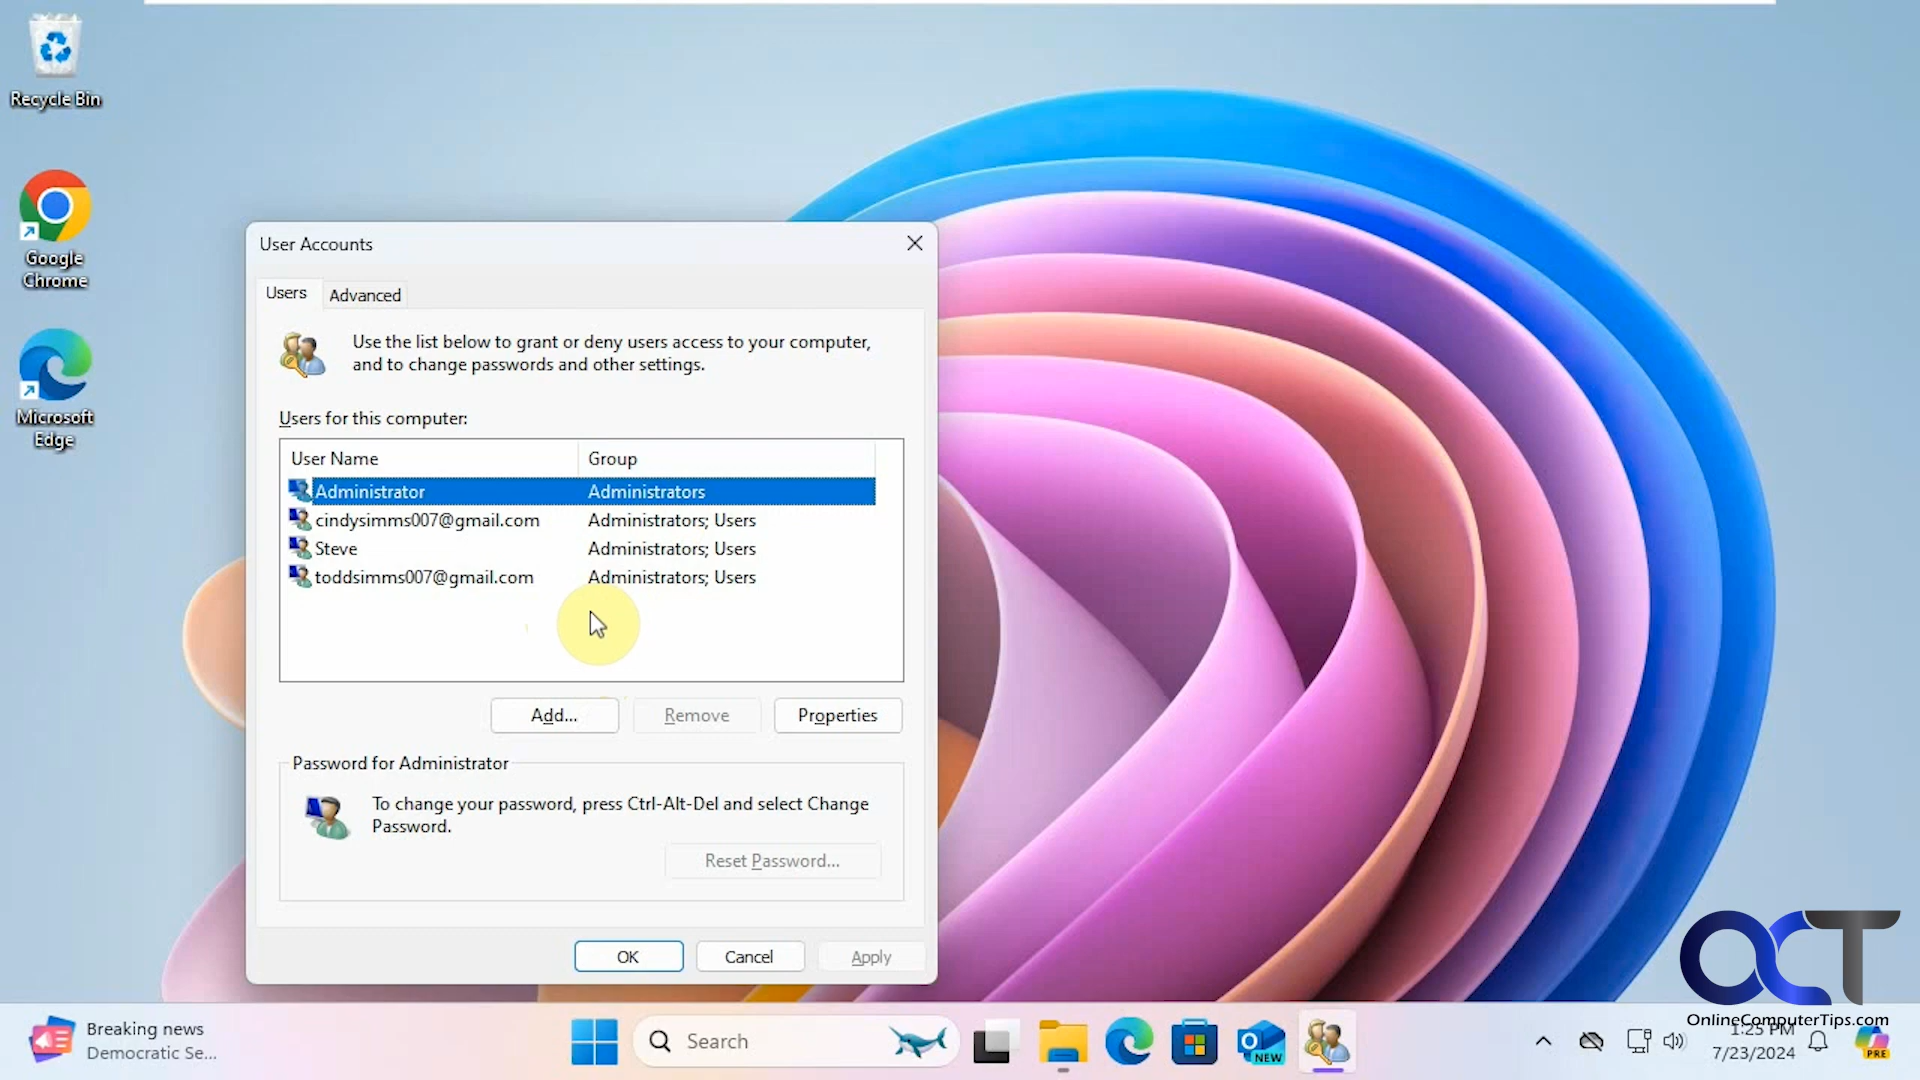 Recycle Bin
Google
Chrome
Microsoft
Edge
User Accounts
Users
Advanced
Use the list below to grant or deny users access to your computer,
and to change passwords and other settings.
Users for this computer:
User Name Group
Administrator Administrators
cindysimms007@gmail.com Administrators; Users
Steve Administrators; Users
toddsimms007@gmail.com Administrators; Users
Add...
Remove
Properties
Password for Administrator
To change your password, press Ctrl-Alt-Del and select Change
Password.
Reset Password...
OK
Cancel
Apply
OCT
OnlineComputerTips.com
Breaking news
Democratic Se...
Search
NEW
1:25 PM
7/23/2024
PRE